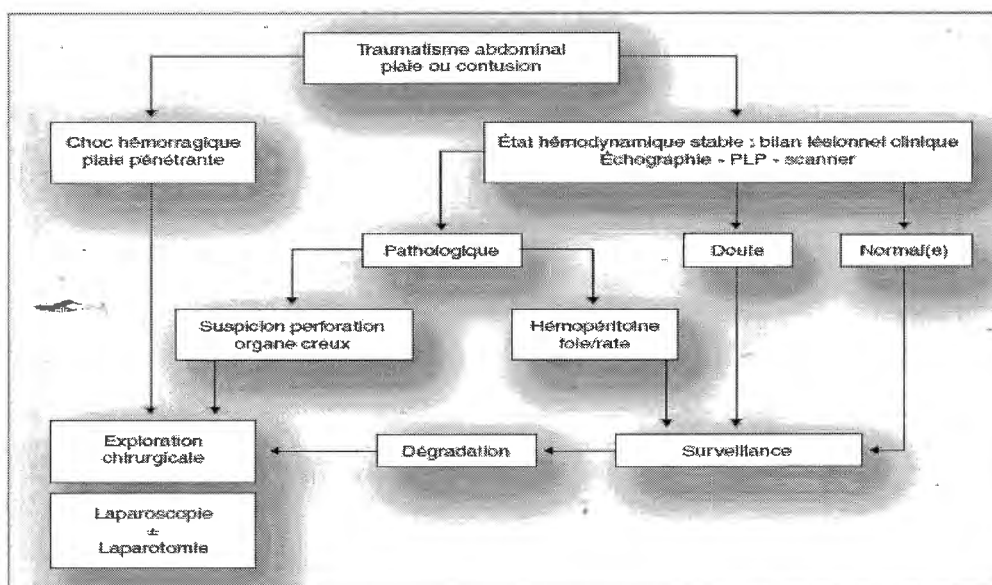 Traumatisme abdominal
plaie ou contusion
Choc hémorragique
plaie pénétrante
État hémodynamique stable : bilan lésionnel clinique
Échographie - PLP - scanner
Pathologique
Doute
Normal(e)
Suspicion perforation
organe creux
Hémopéritoine
foie/rate
Exploration
chirurgicale
Dégradation
Surveillance
Laparoscopie
±
Laparotomie